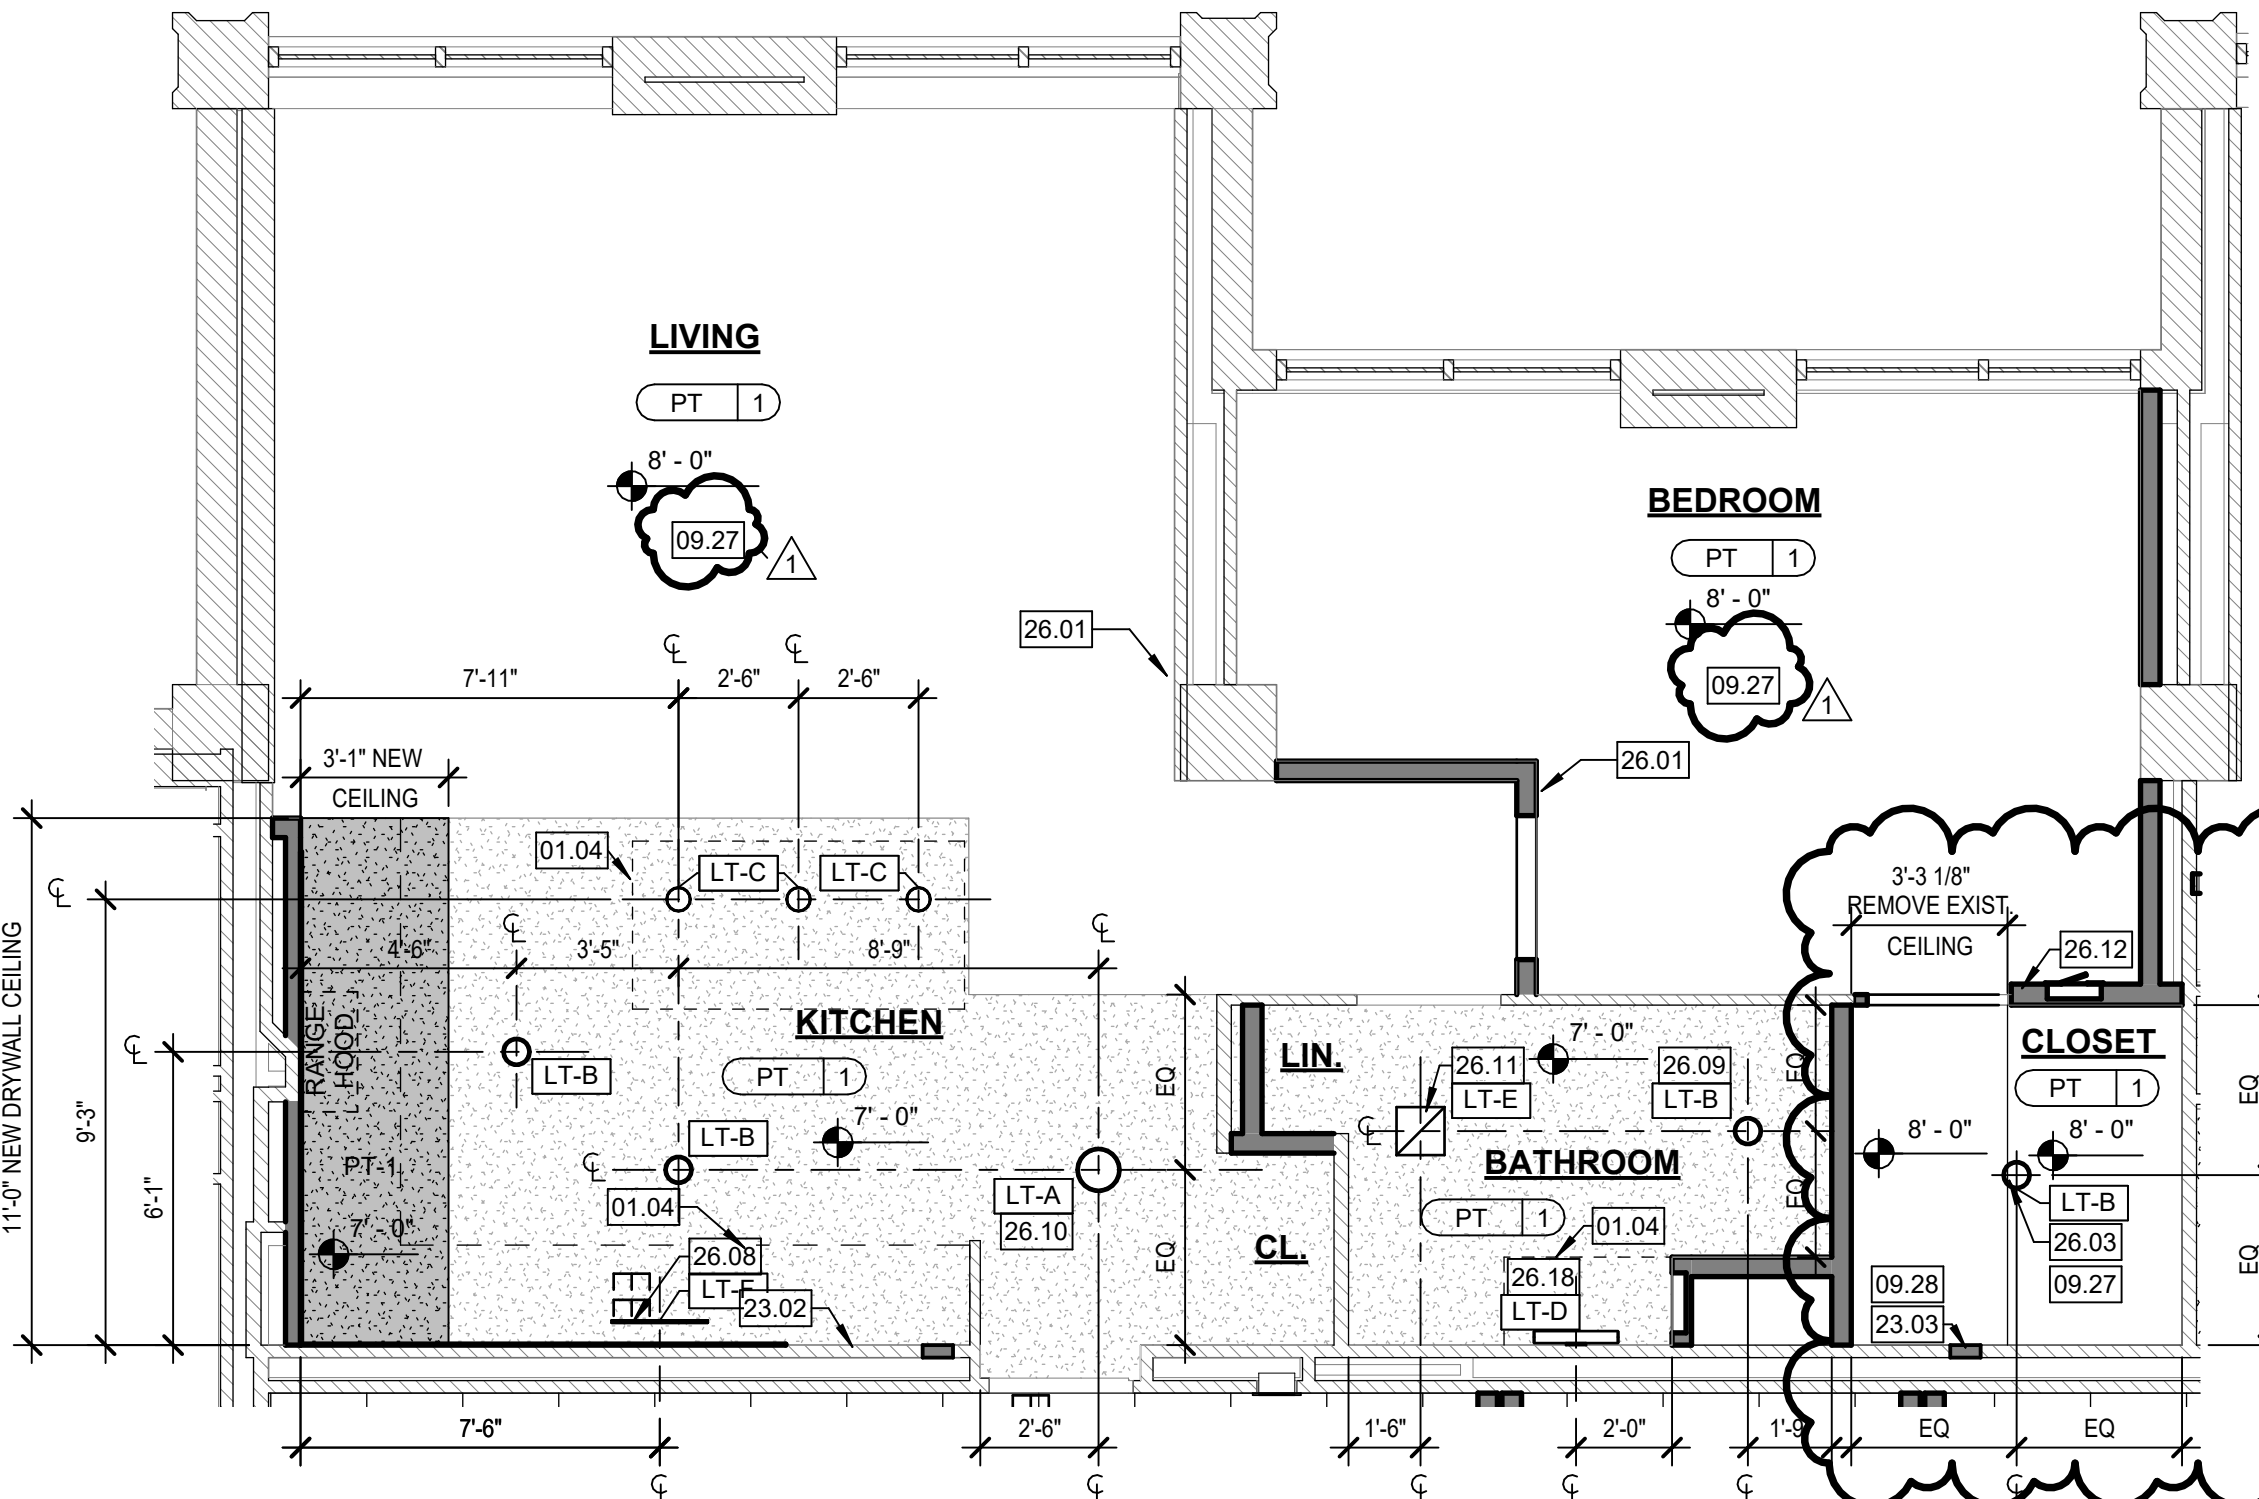 LIVING
PT 1
8' - 0"
09.27
1
BEDROOM
PT 1
8' - 0"
09.27
1
26.01
26.01
7'-11"
2'-6"
2'-6"
3'-1" NEW
CEILING
01.04
LT-C
LT-C
4'-6"
3'-5"
8'-9"
3'-3 1/8"
REMOVE EXIST.
CEILING
26.12
11'-0" NEW DRYWALL CEILING
9'-3"
6'-1"
RANGE
HOOD
KITCHEN
PT 1
LT-B
7' - 0"
LT-B
PT-1
7' - 0"
01.04
26.08
23.02
LT-A
26.10
EQ
EQ
LIN.
CL.
7' - 0"
26.11
LT-E
26.09
LT-B
EQ
EQ
BATHROOM
PT 1
01.04
26.18
LT-D
CLOSET
PT 1
8' - 0"
8' - 0"
LT-B
26.03
09.27
09.28
23.03
EQ
EQ
7'-6"
2'-6"
1'-6"
2'-0"
1'-9
EQ
EQ